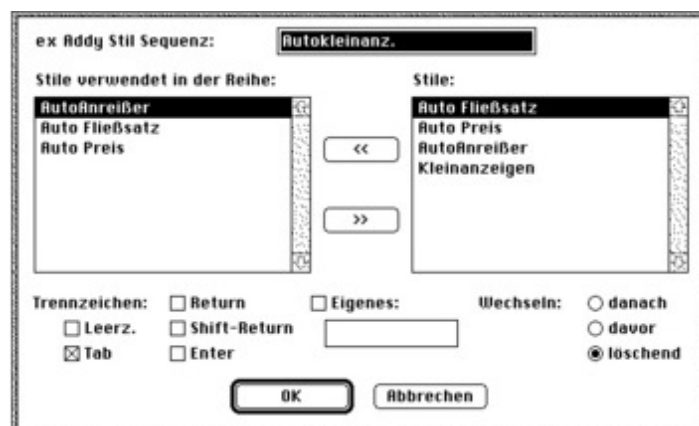 ex Addy Stil Sequenz: Autokleinanz.
Stile verwendet in der Reihe: Stile:
AutoAnreißer Auto Fließsatz
Auto Fließsatz Auto Preis
Auto Preis AutoAnreißer
<< Kleinanzeigen
>>
Trennzeichen: Return Eigenes: Wechseln: danach
Leerz. Shift-Return davor
Tab Enter löschend
OK Abbrechen